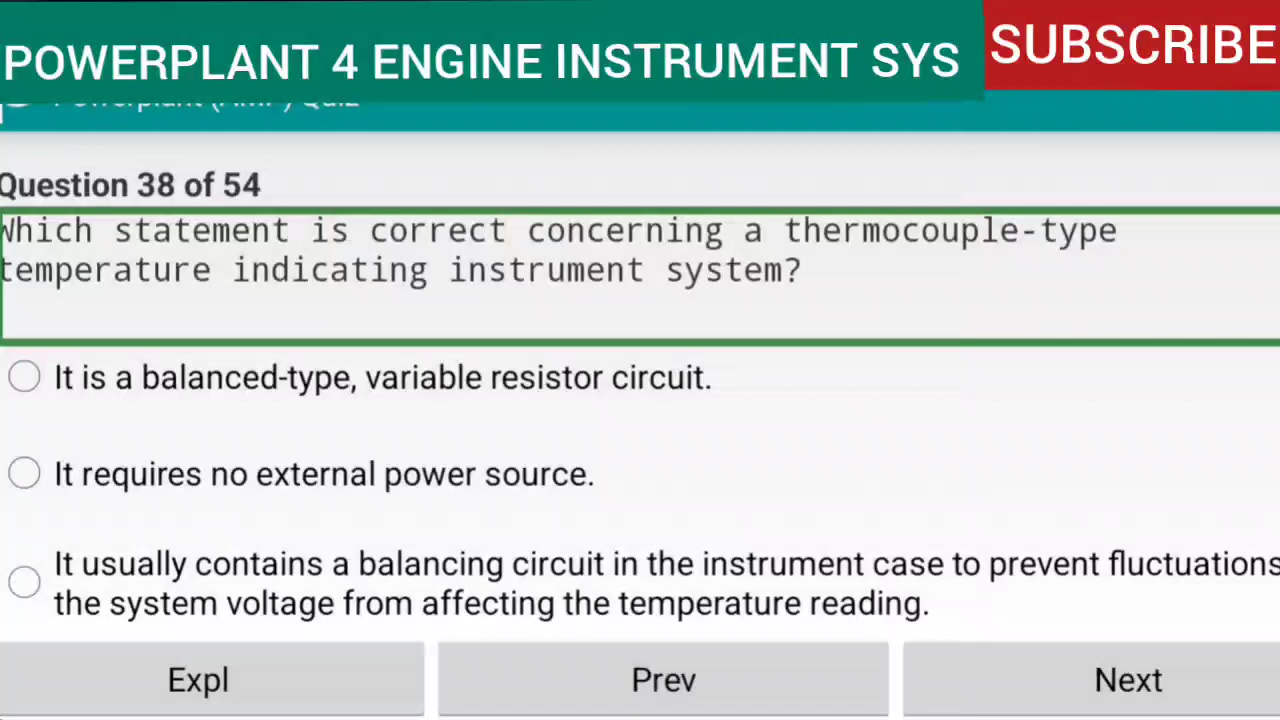 POWERPLANT 4 ENGINE INSTRUMENT SYS
SUBSCRIBE
Question 38 of 54
Which statement is correct concerning a thermocouple-type
temperature indicating instrument system?
It is a balanced-type, variable resistor circuit.
It requires no external power source.
It usually contains a balancing circuit in the instrument case to prevent fluctuations
the system voltage from affecting the temperature reading.
Expl
Prev
Next